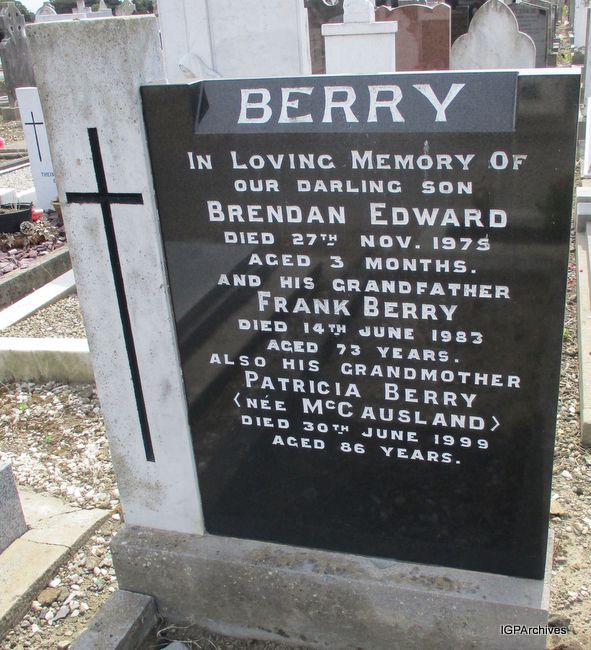 BERRY
IN LOVING MEMORY OF
OUR DARLING SON
BRENDAN EDWARD
DIED 27TH NOV. 1975
AGED 3 MONTHS.
AND HIS GRANDFATHER
FRANK BERRY
DIED 14TH JUNE 1983
AGED 73 YEARS.
ALSO HIS GRANDMOTHER
PATRICIA BERRY
<NÉE McCAUSLAND>
DIED 30TH JUNE 1999
AGED 86 YEARS.
IGPArchives